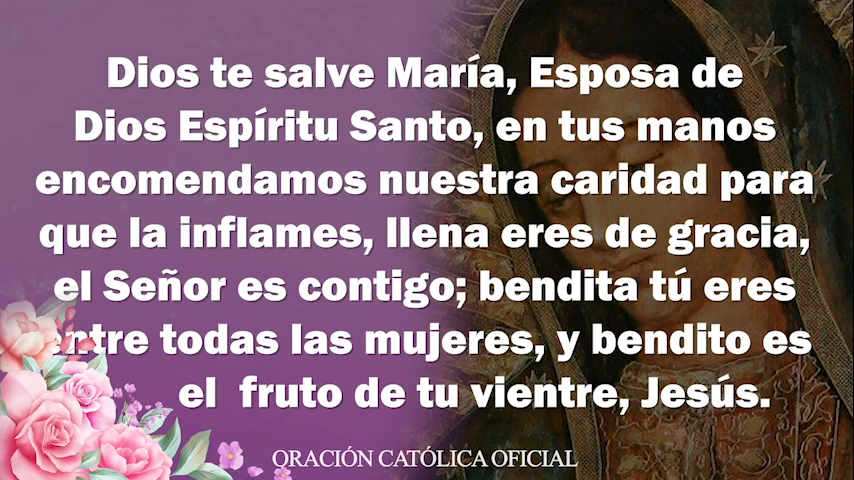 Dios te salve María, Esposa de
Dios Espíritu Santo, en tus manos
encomendamos nuestra caridad para
que la inflames, llena eres de gracia,
el Señor es contigo; bendita tú eres
entre todas las mujeres, y bendito es
el fruto de tu vientre, Jesús.
ORACIÓN CATÓLICA OFICIAL